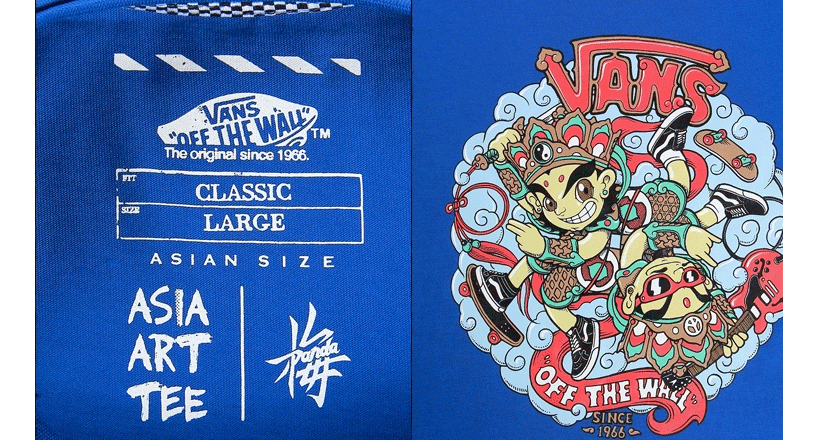 VANS
"OFF THE WALL"
TM
The original since 1966.
FIT
CLASSIC
SIZE
LARGE
ASIAN SIZE
ASIA
ART
TEE
梅
Panda
VANS
OFF THE WALL
SINCE
-1966-